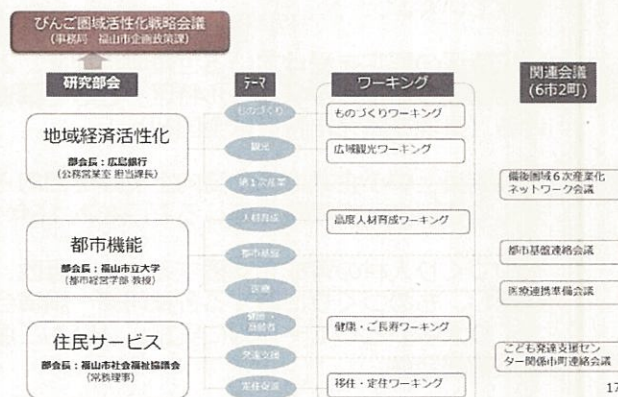 びんご圏域活性化戦略会議
(事務局　福山市企画政策課)
研究部会
テーマ
ワーキング
関連会議
(6市2町)
地域経済活性化
部会長：広島銀行
(公務営業室 担当課長)
都市機能
部会長：福山市立大学
(都市経営学部 教授)
住民サービス
部会長：福山市社会福祉協議会
(常務理事)
ものづくり
観光
第1次産業
人材育成
都市基盤
医療
健康・
高齢者
発達支援
定住促進
ものづくりワーキング
広域観光ワーキング
高度人材育成ワーキング
健康・ご長寿ワーキング
移住・定住ワーキング
備後圏域6次産業化
ネットワーク会議
都市基盤連絡会議
医療連携準備会議
こども発達支援セン
ター関係市町連絡会議
17